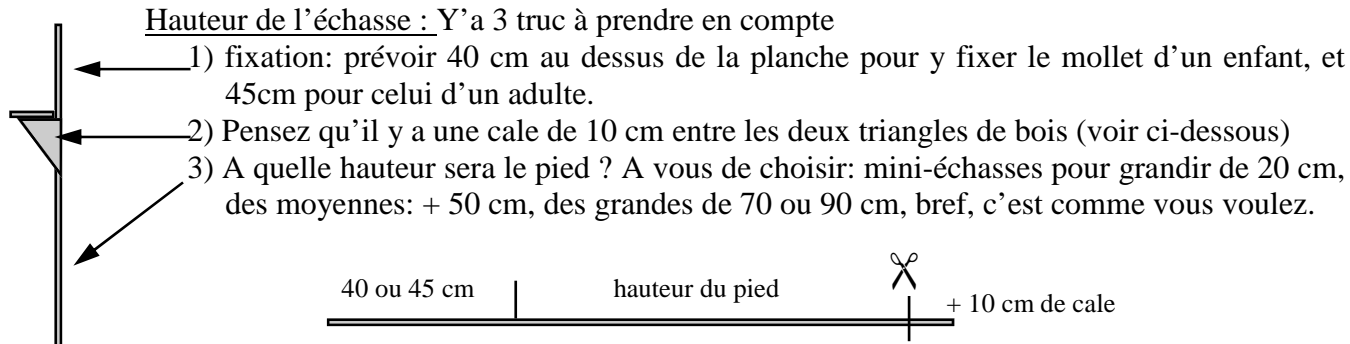 Hauteur de l’échasse : Y’a 3 truc à prendre en compte
1) fixation: prévoir 40 cm au dessus de la planche pour y fixer le mollet d’un enfant, et
45cm pour celui d’un adulte.
2) Pensez qu’il y a une cale de 10 cm entre les deux triangles de bois (voir ci-dessous)
3) A quelle hauteur sera le pied ? A vous de choisir: mini-échasses pour grandir de 20 cm,
des moyennes: + 50 cm, des grandes de 70 ou 90 cm, bref, c’est comme vous voulez.
40 ou 45 cm
hauteur du pied
+ 10 cm de cale